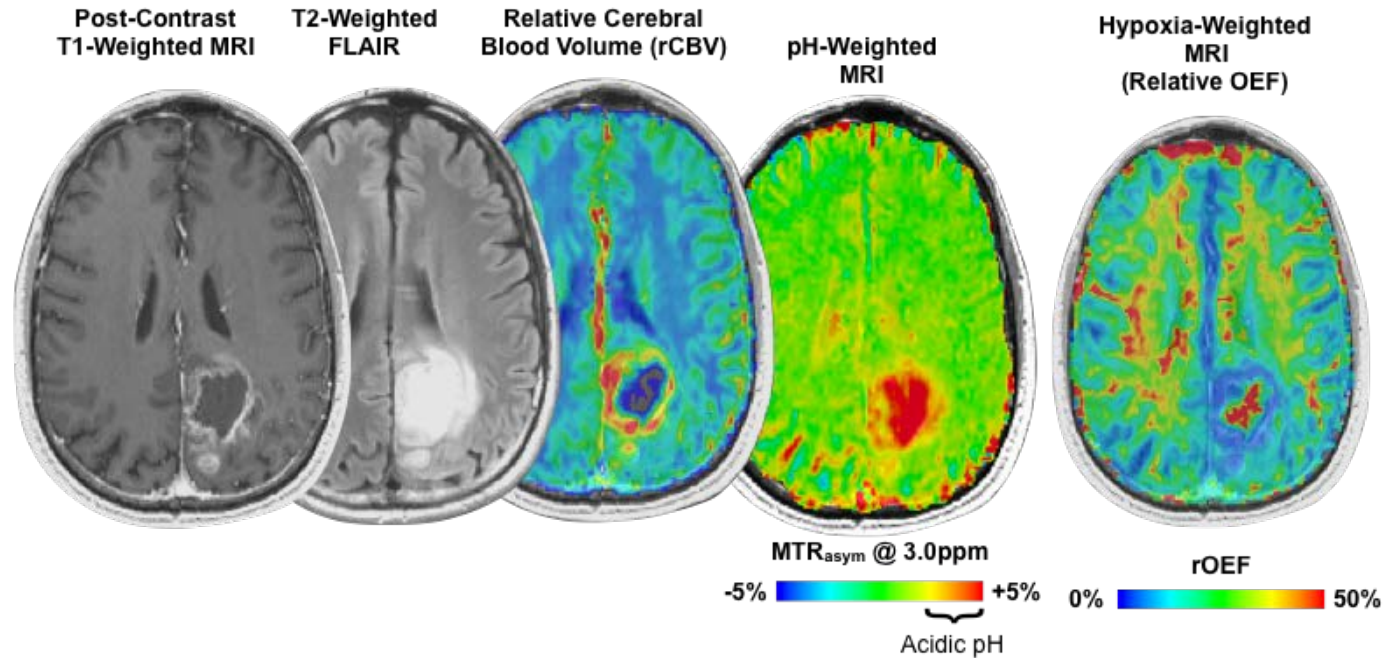 Post-Contrast
T1-Weighted MRI
T2-Weighted
FLAIR
Relative Cerebral
Blood Volume (rCBV)
pH-Weighted
MRI
Hypoxia-Weighted
MRI
(Relative OEF)
MTRasym @ 3.0ppm
-5%
+5%
Acidic pH
rOEF
0%
50%